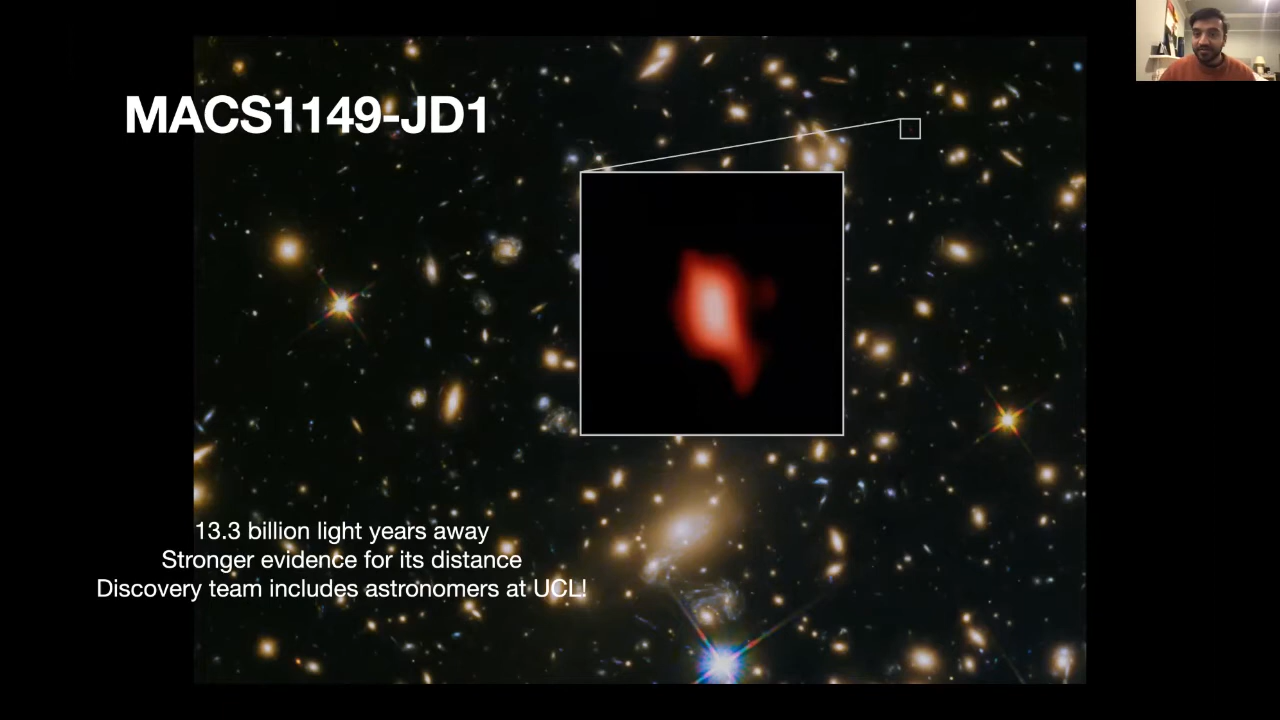 MACS1149-JD1
13.3 billion light years away
Stronger evidence for its distance
Discovery team includes astronomers at UCL!